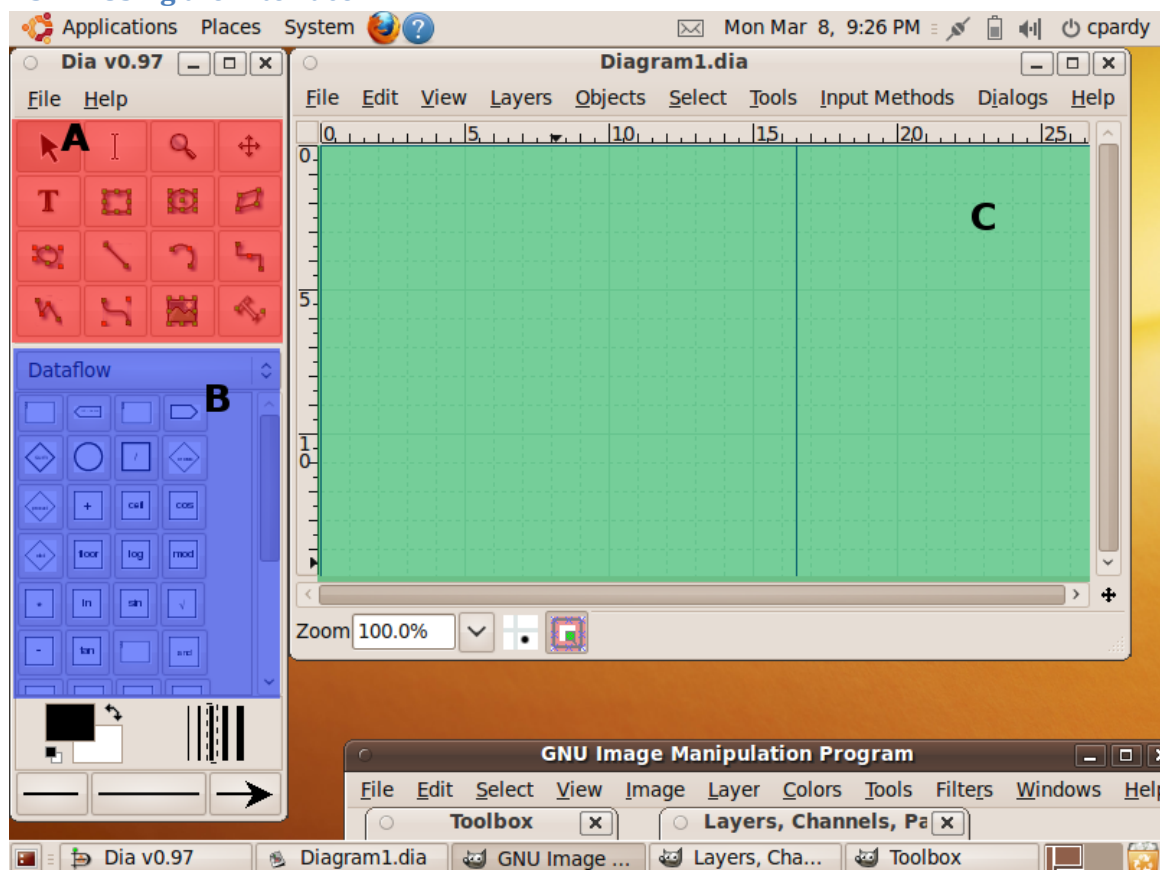 Applications Places System ? Mon Mar 8, 9:26 PM cpardy
Dia v0.97
File Help
A
T
Dataflow
B
+ ceil cos
floor log mod
ln sin √
- tan and
Diagram1.dia
File Edit View Layers Objects Select Tools Input Methods Dialogs Help
0 5 10 15 20 25
0
5
10
C
Zoom 100.0%
GNU Image Manipulation Program
File Edit Select View Image Layer Colors Tools Filters Windows Help
Toolbox Layers, Channels, Pa
Dia v0.97 Diagram1.dia GNU Image ... Layers, Cha... Toolbox